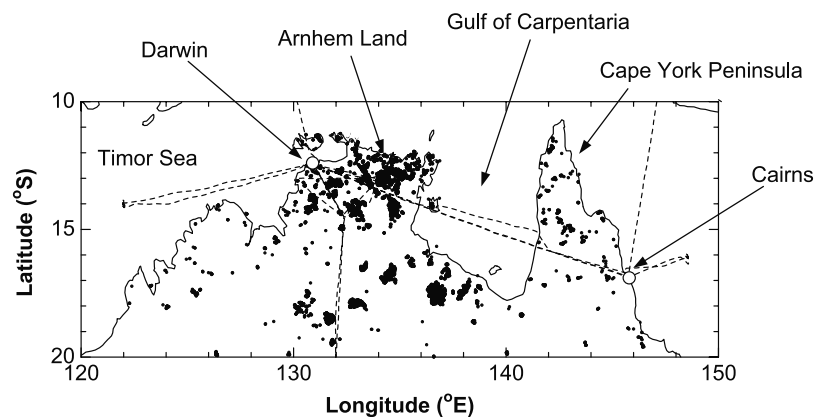 Gulf of Carpentaria
Arnhem Land
Darwin
Cape York Peninsula
10
Timor Sea
Cairns
15
Latitude (°S)
20
120
130
140
150
Longitude (°E)